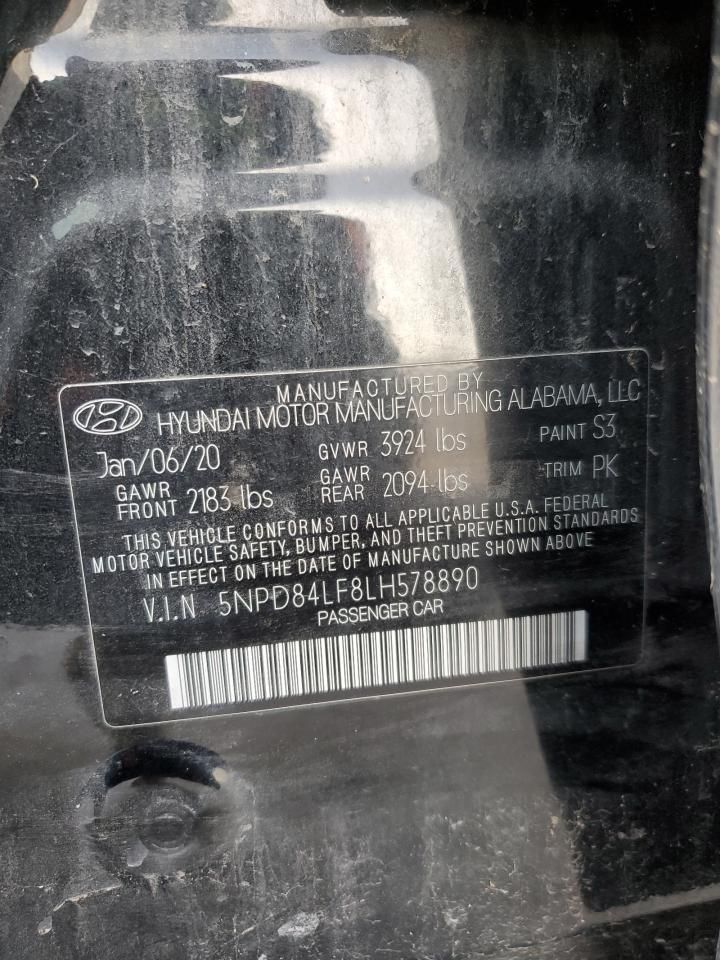 MANUFACTURED BY
HYUNDAI MOTOR MANUFACTURING ALABAMA, LLC
Jan/06/20 GVWR 3924 lbs PAINT S3
GAWR FRONT 2183 lbs GAWR REAR 2094 lbs TRIM PK
THIS VEHICLE CONFORMS TO ALL APPLICABLE U.S.A. FEDERAL
MOTOR VEHICLE SAFETY, BUMPER, AND THEFT PREVENTION STANDARDS
IN EFFECT ON THE DATE OF MANUFACTURE SHOWN ABOVE
V.I.N 5NPD84LF8LH578890
PASSENGER CAR